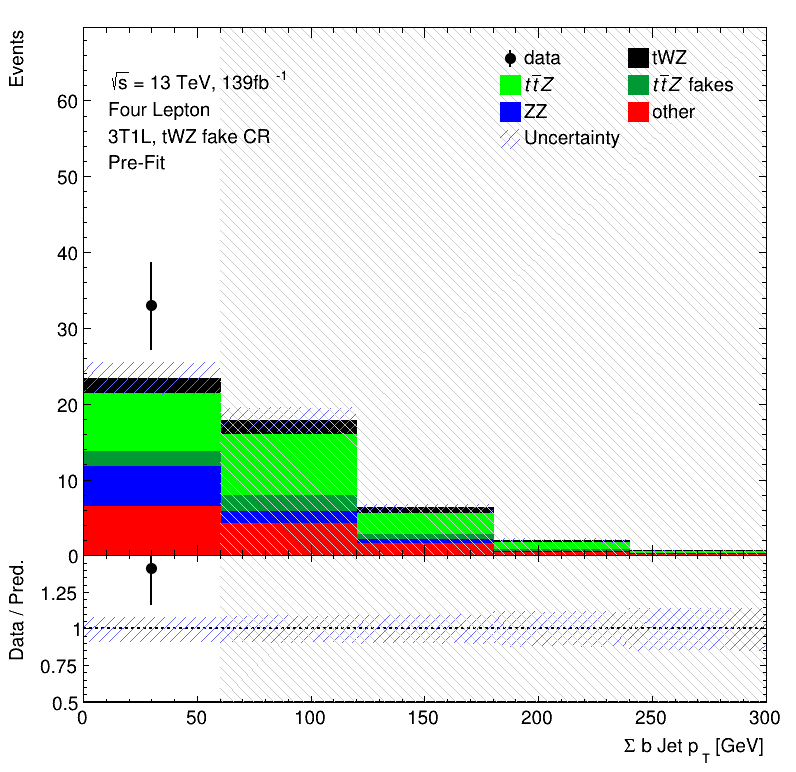 Events
√s = 13 TeV, 139fb⁻¹
Four Lepton
3T1L, tWZ fake CR
Pre-Fit
data
tWZ
tt̄Z
tt̄Z fakes
ZZ
other
Uncertainty
60
50
40
30
20
10
0
Data / Pred.
1.25
1
0.75
0.5
0 50 100 150 200 250 300
Σ b Jet p_T [GeV]